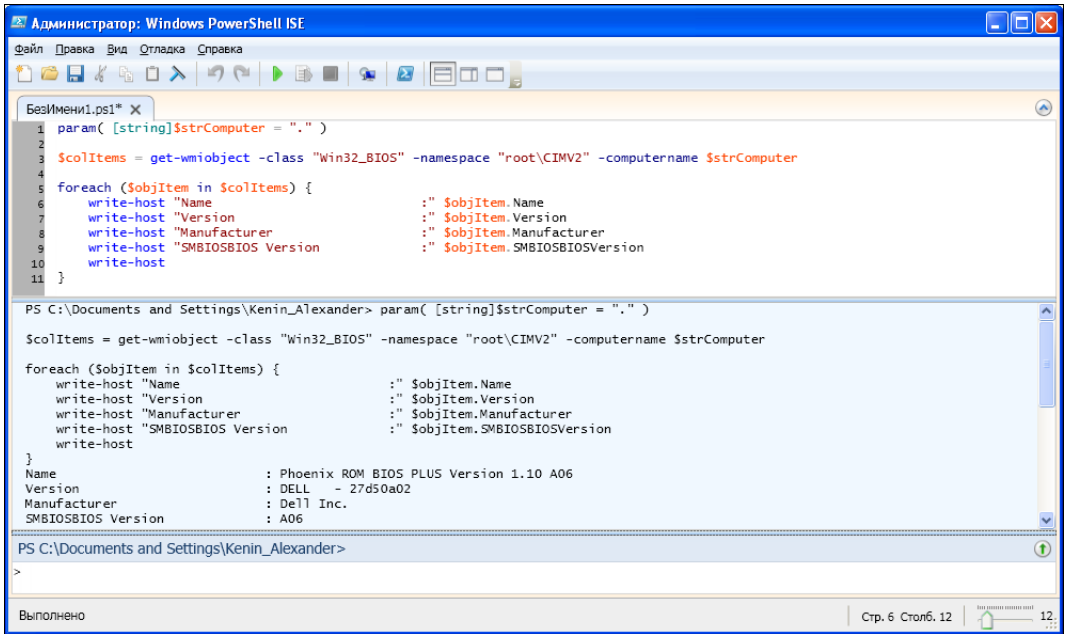 Администратор: Windows PowerShell ISE
Файл Правка Вид Отладка Справка
БезИмени1.ps1*
1 param( [string]$strComputer = "." )
2
3 $colItems = get-wmiobject -class "Win32_BIOS" -namespace "root\CIMV2" -computername $strComputer
4
5 foreach ($objItem in $colItems) {
6 write-host "Name :" $objItem.Name
7 write-host "Version :" $objItem.Version
8 write-host "Manufacturer :" $objItem.Manufacturer
9 write-host "SMBIOSBIOS Version :" $objItem.SMBIOSBIOSVersion
10 write-host
11 }
PS C:\Documents and Settings\Kenin_Alexander> param( [string]$strComputer = "." )
$colItems = get-wmiobject -class "Win32_BIOS" -namespace "root\CIMV2" -computername $strComputer
foreach ($objItem in $colItems) {
write-host "Name :" $objItem.Name
write-host "Version :" $objItem.Version
write-host "Manufacturer :" $objItem.Manufacturer
write-host "SMBIOSBIOS Version :" $objItem.SMBIOSBIOSVersion
write-host
}
Name : Phoenix ROM BIOS PLUS Version 1.10 A06
Version : DELL - 27d50a02
Manufacturer : Dell Inc.
SMBIOSBIOS Version : A06
PS C:\Documents and Settings\Kenin_Alexander>
>
Выполнено Стр. 6 Столб. 12 12